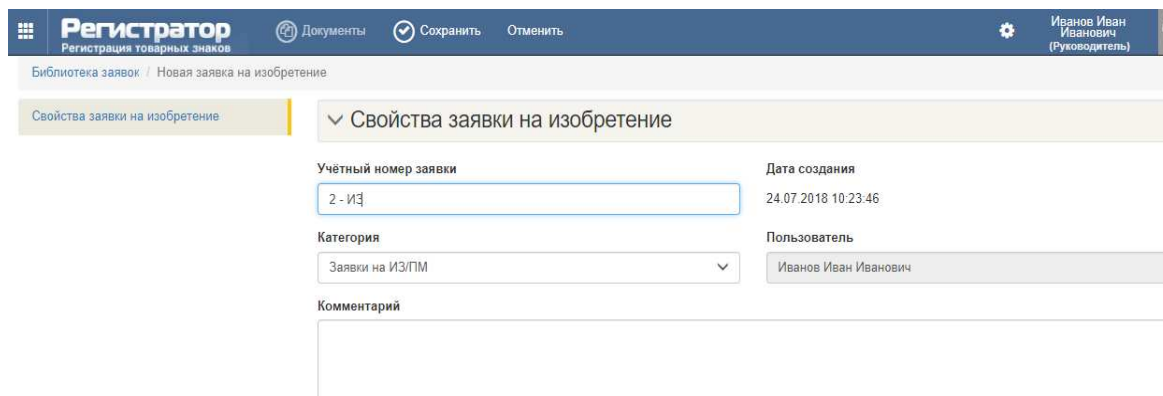 Регистратор
Регистрация товарных знаков
Документы
Сохранить
Отменить
Иванов Иван
Иванович
(Руководитель)
Библиотека заявок / Новая заявка на изобретение
Свойства заявки на изобретение
Свойства заявки на изобретение
Учётный номер заявки
Дата создания
2 - ИЗ
24.07.2018 10:23:46
Категория
Пользователь
Заявки на ИЗ/ПМ
Иванов Иван Иванович
Комментарий